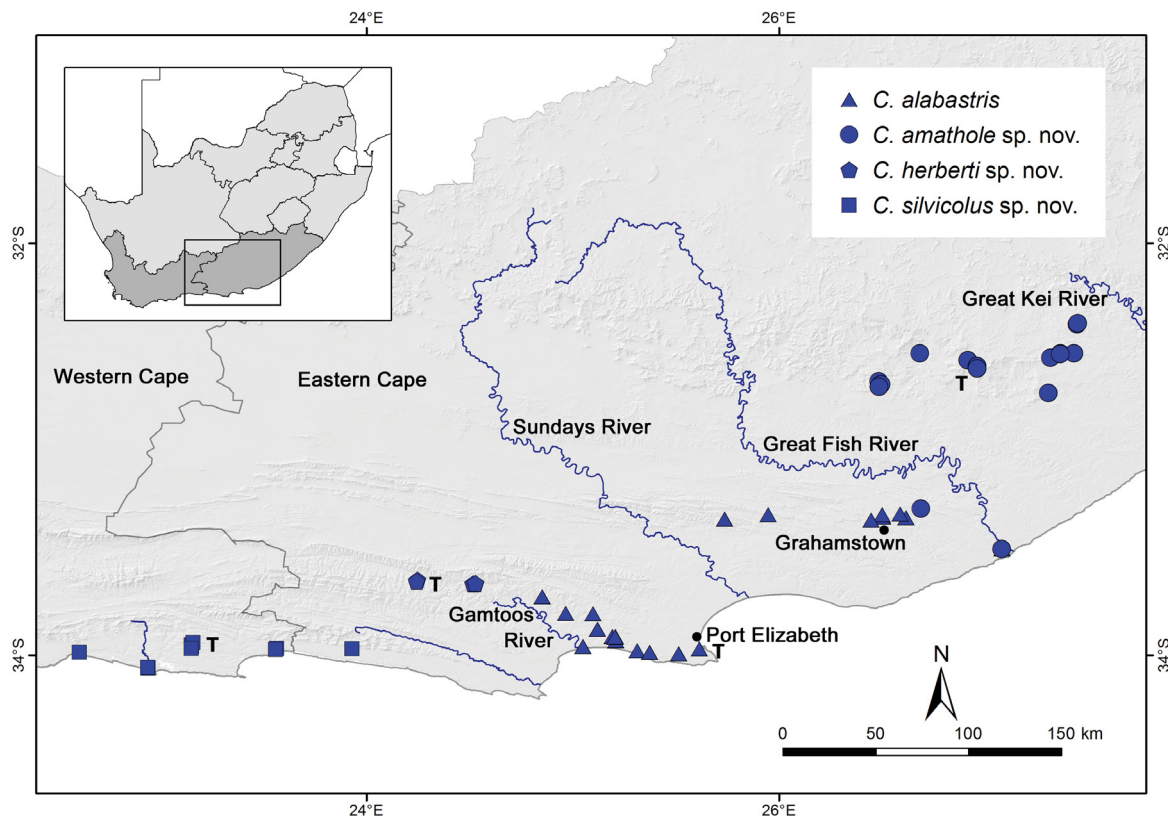 24°E
26°E
C. alabastris
C. amathole sp. nov.
C. herberti sp. nov.
C. silvicolus sp. nov.
32°S
32°S
Great Kei River
Western Cape
Eastern Cape
T
Sundays River
Great Fish River
Grahamstown
T
Gamtoos
River
Port Elizabeth
T
T
34°S
34°S
N
0
50
100
150 km
24°E
26°E